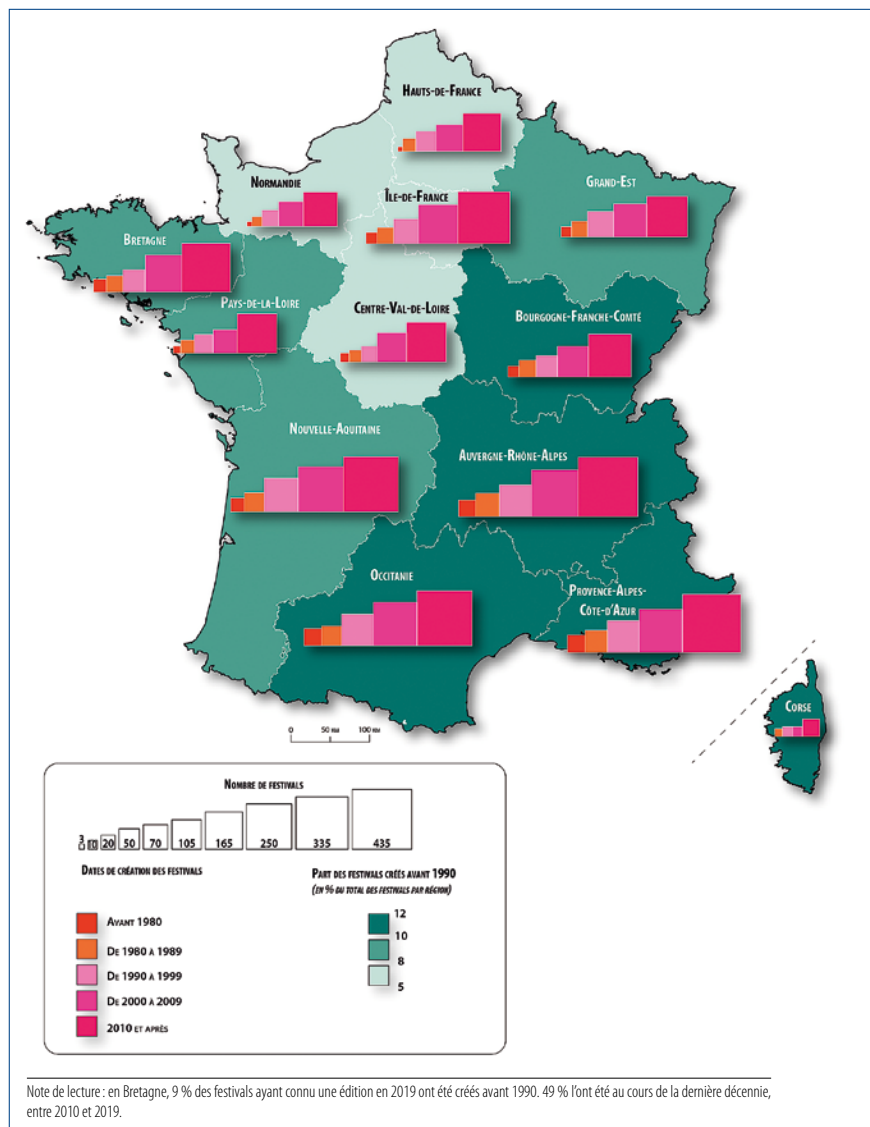 Hauts-de-France
Normandie
Île-de-France
Grand-Est
Bretagne
Pays-de-la-Loire
Centre-Val-de-Loire
Bourgogne-Franche-Comté
Nouvelle-Aquitaine
Auvergne-Rhône-Alpes
Occitanie
Provence-Alpes-
Côte-d'Azur
Corse
0 50 km 100 km
Nombre de festivals
3 10 20 50 70 105 165 250 335 435
Dates de création des festivals
Avant 1980
De 1980 à 1989
De 1990 à 1999
De 2000 à 2009
2010 et après
Part des festivals créés avant 1990
(en % du total des festivals par région)
12
10
8
5
Note de lecture : en Bretagne, 9 % des festivals ayant connu une édition en 2019 ont été créés avant 1990. 49 % l'ont été au cours de la dernière décennie,
entre 2010 et 2019.